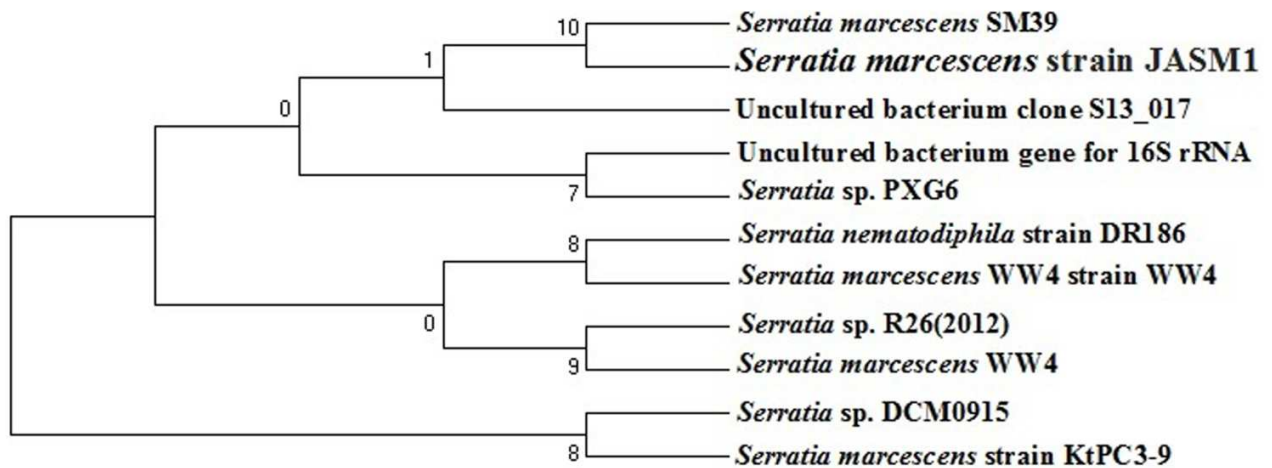 10
Serratia marcescens SM39
1
Serratia marcescens strain JASM1
0
Uncultured bacterium clone S13_017
Uncultured bacterium gene for 16S rRNA
7
Serratia sp. PXG6
8
Serratia nematodiphila strain DR186
Serratia marcescens WW4 strain WW4
0
Serratia sp. R26(2012)
9
Serratia marcescens WW4
Serratia sp. DCM0915
8
Serratia marcescens strain KtPC3-9